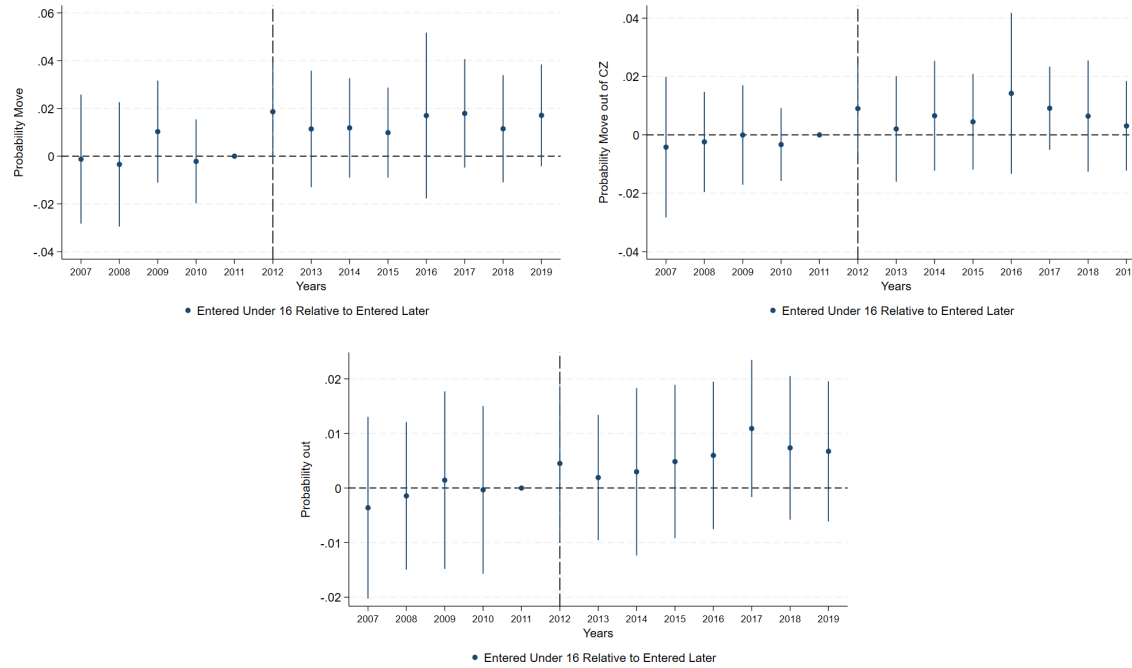 Probability Move
.06
.04
.02
0
-.02
-.04
2007 2008 2009 2010 2011 2012 2013 2014 2015 2016 2017 2018 2019
Years
Entered Under 16 Relative to Entered Later
Probability Move out of CZ
.04
.02
0
-.02
-.04
2007 2008 2009 2010 2011 2012 2013 2014 2015 2016 2017 2018 201
Years
Entered Under 16 Relative to Entered Later
Probability out
.02
.01
0
-.01
-.02
2007 2008 2009 2010 2011 2012 2013 2014 2015 2016 2017 2018 2019
Years
Entered Under 16 Relative to Entered Later